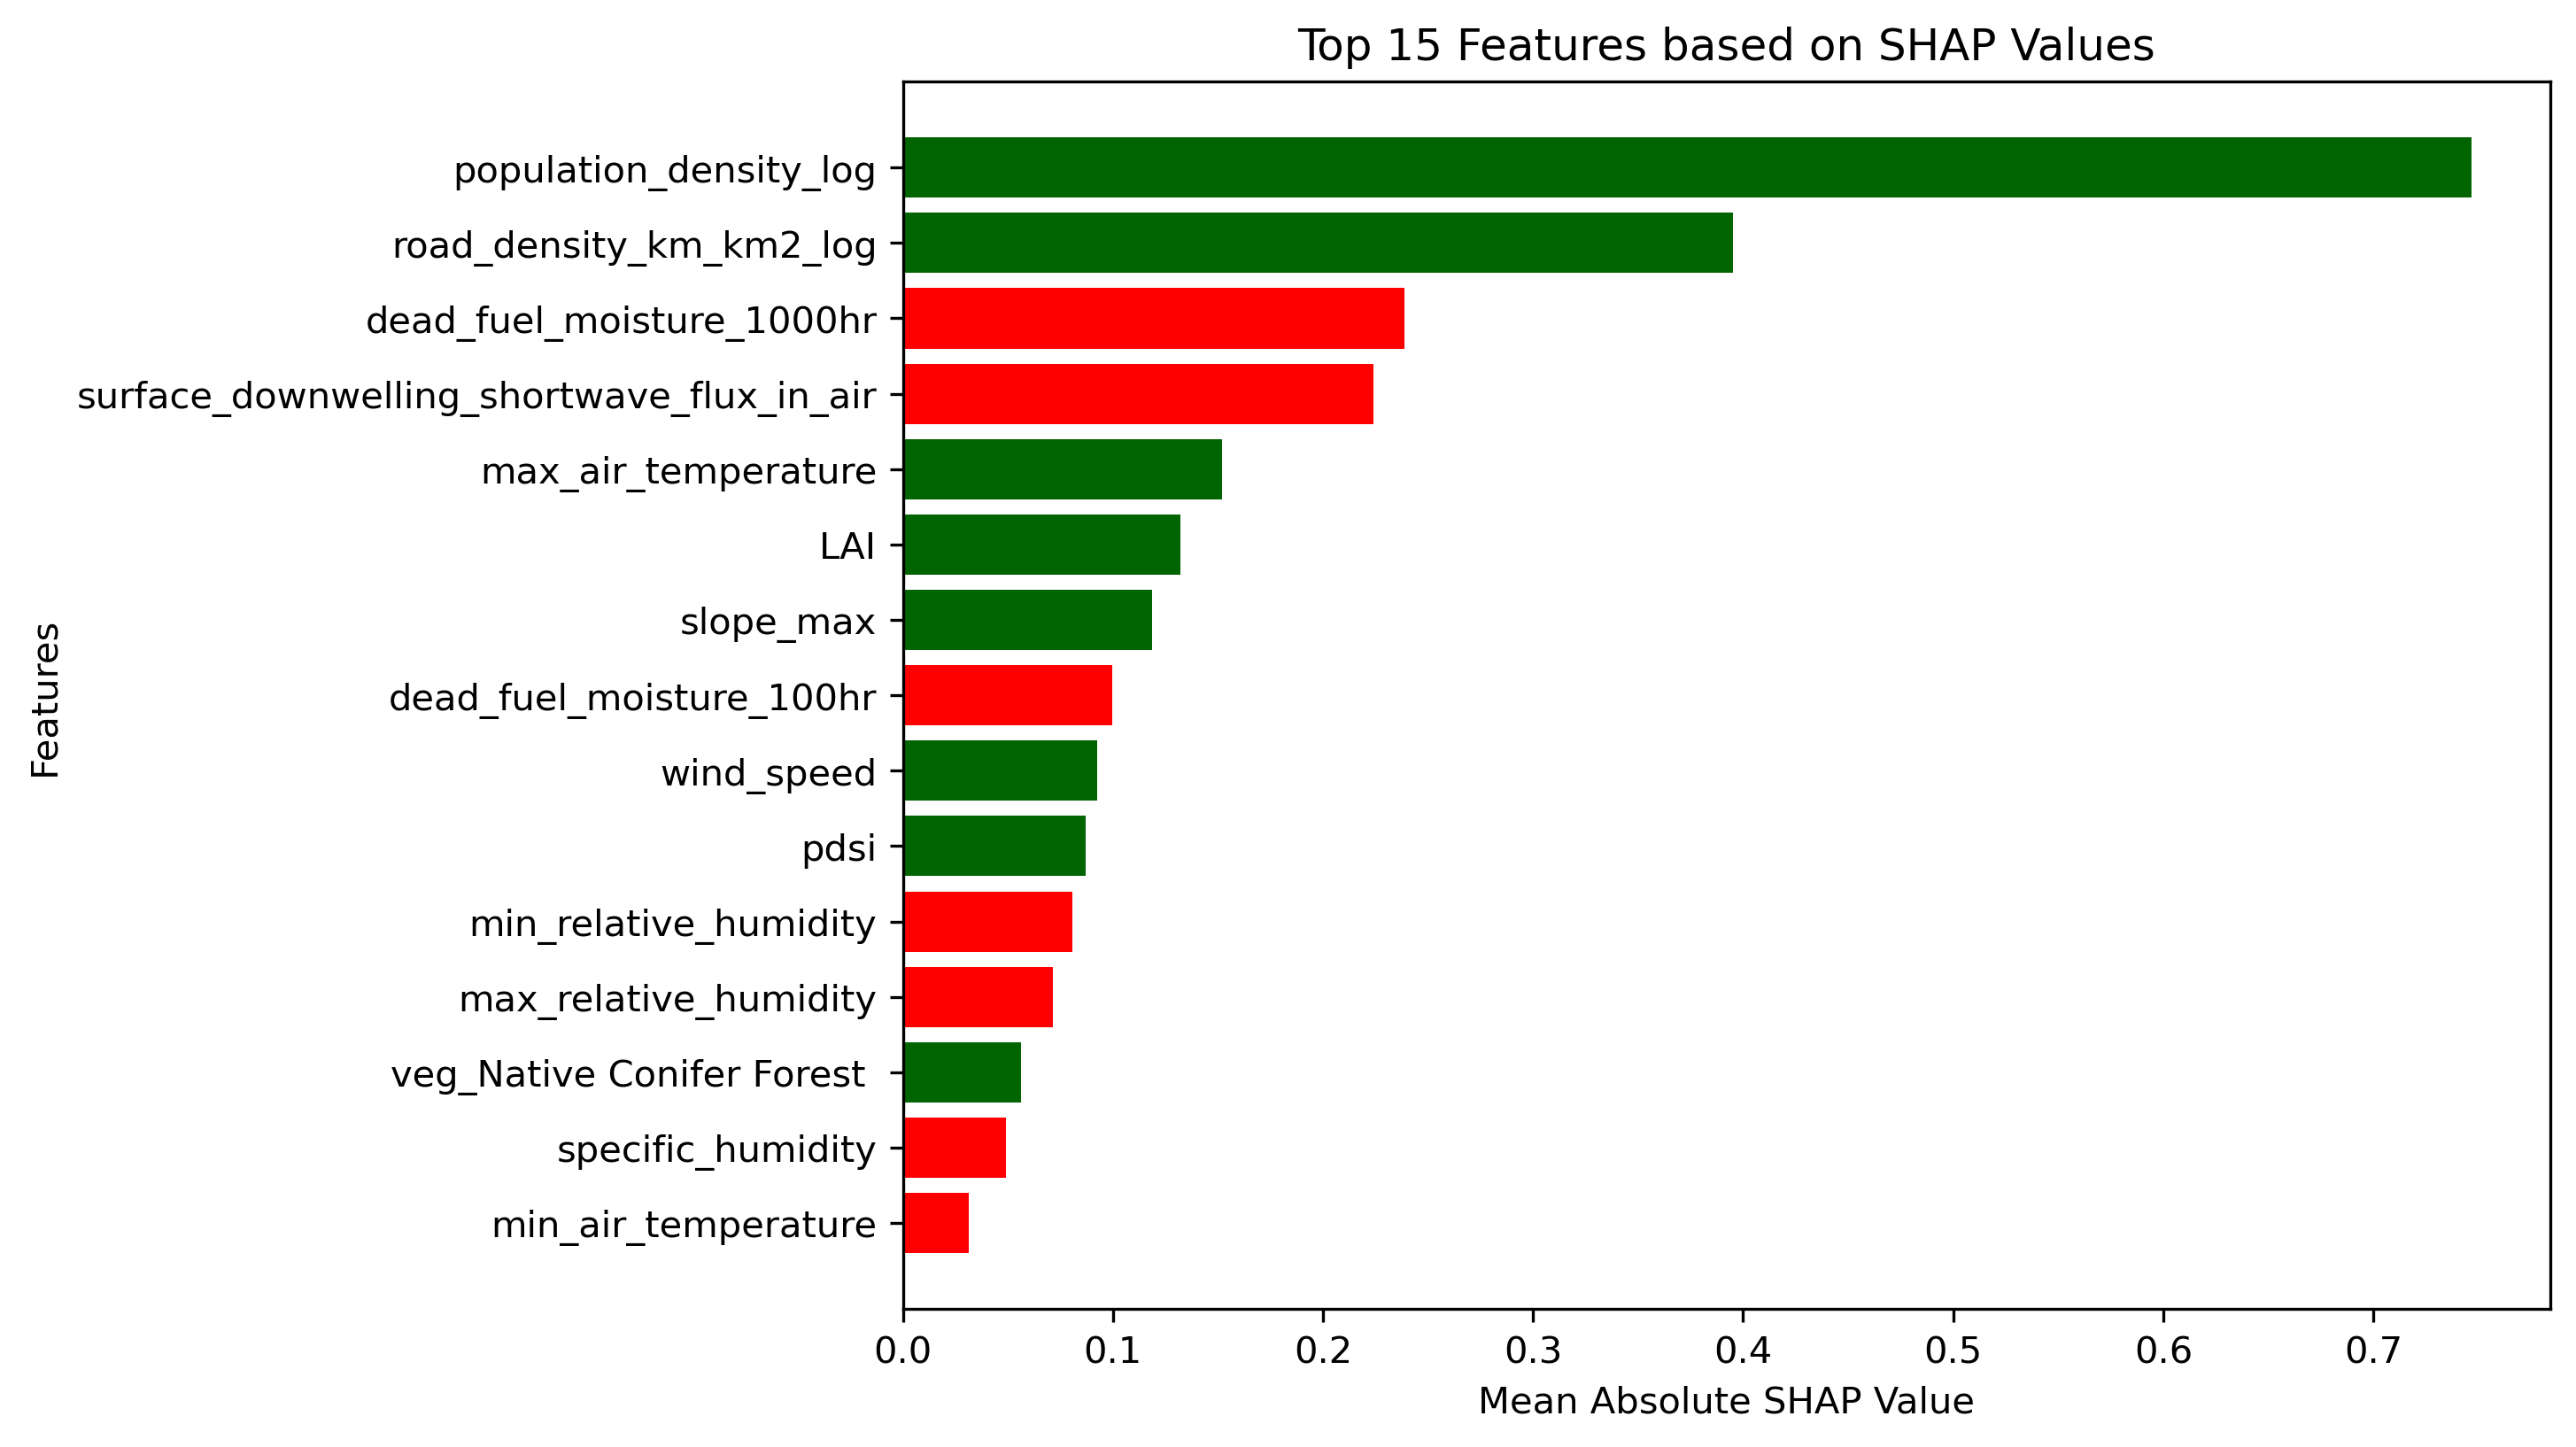 Top 15 Features based on SHAP Values
Features
population_density_log
road_density_km_km2_log
dead_fuel_moisture_1000hr
surface_downwelling_shortwave_flux_in_air
max_air_temperature
LAI
slope_max
dead_fuel_moisture_100hr
wind_speed
pdsi
min_relative_humidity
max_relative_humidity
veg_Native Conifer Forest
specific_humidity
min_air_temperature
0.0 0.1 0.2 0.3 0.4 0.5 0.6 0.7
Mean Absolute SHAP Value